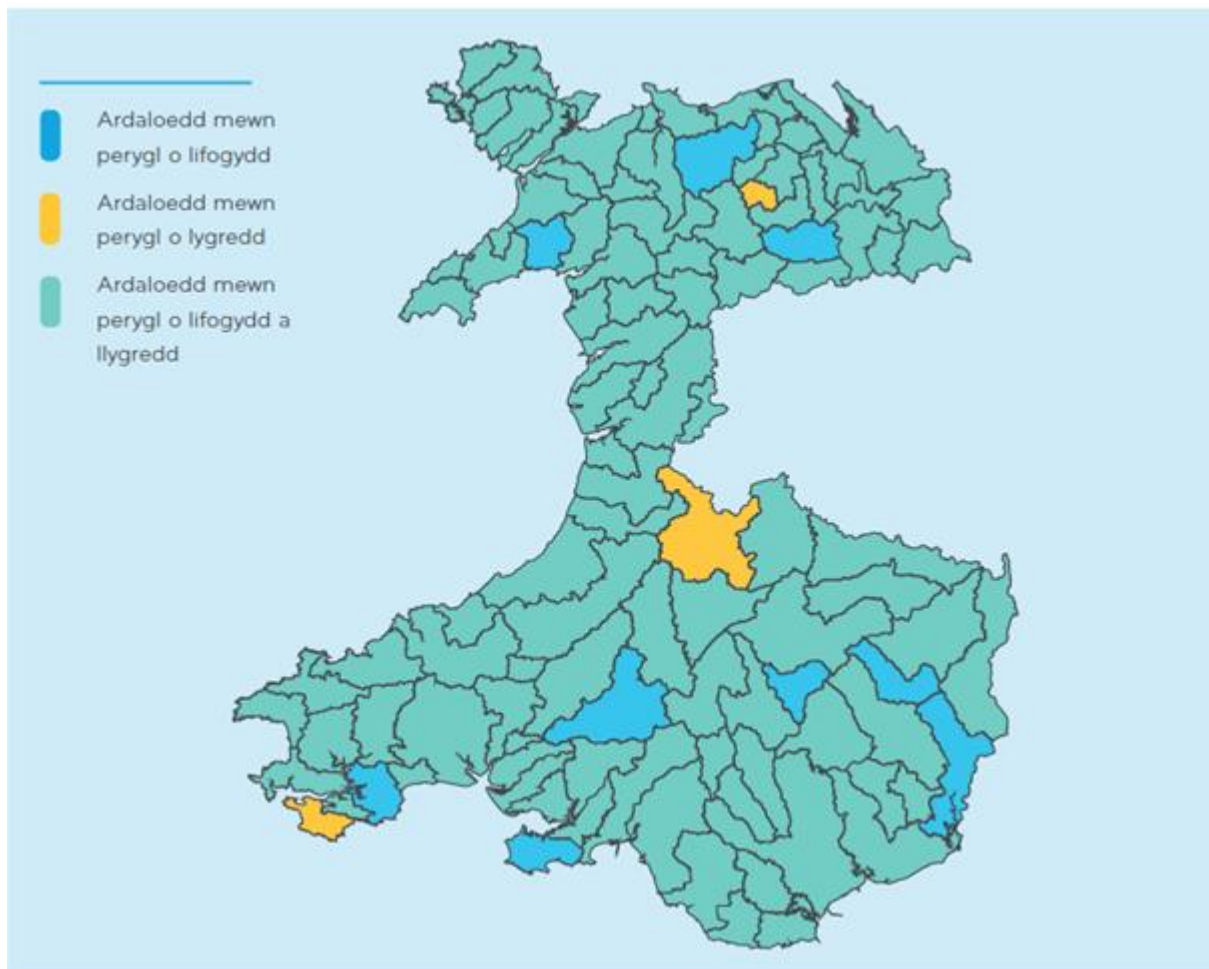 Ardaloedd mewn
perygl o lifogydd
Ardaloedd mewn
perygl o lygredd
Ardaloedd mewn
perygl o lifogydd a
llygredd